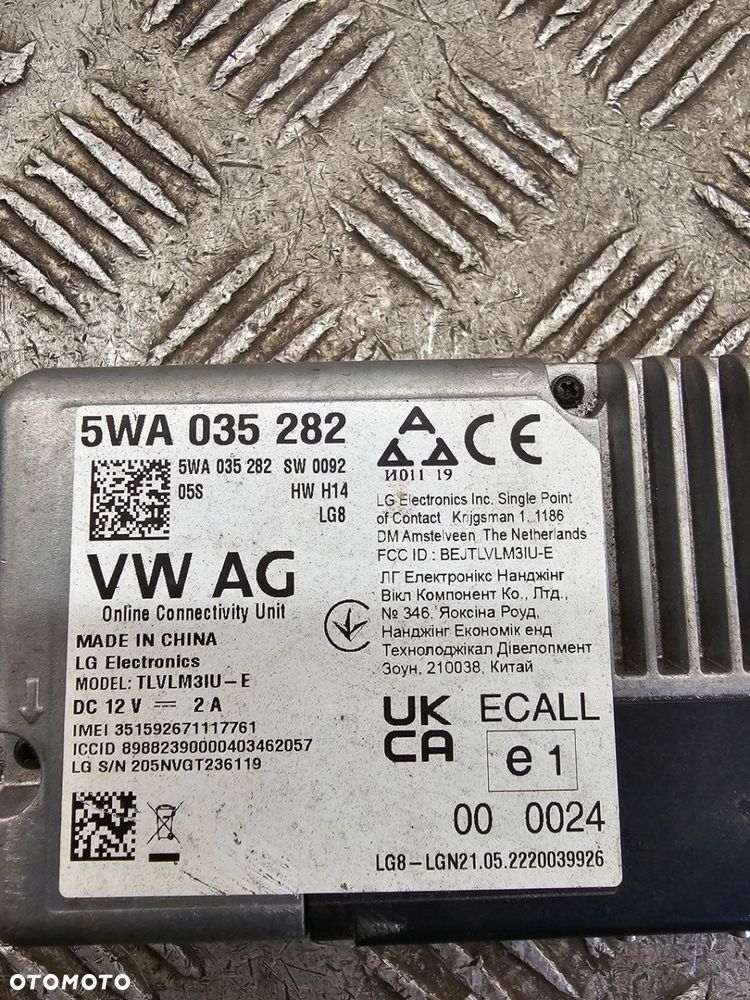 5WA 035 282
5WA 035 282 SW 0092
05S HW H14
LG8
VW AG
Online Connectivity Unit
MADE IN CHINA
LG Electronics
MODEL: TLVLM3IU-E
DC 12 V ⎓ 2 A
IMEI 351592671117761
ICCID 89882390000403462057
LG S/N 205NVGT236119
И011 19
CE
LG Electronics Inc. Single Point
of Contact Krijgsman 1, 1186
DM Amstelveen, The Netherlands
FCC ID : BEJTLVLM3IU-E
ЛГ Електронікс Нанджінг
Вікл Компонент Ко., Лтд.,
№ 346, Яоксіна Роуд,
Нанджінг Економік енд
Технолоджікал Дівелопмент
Зоун, 210038, Китай
UK
CA
ECALL
e1
00 0024
LG8-LGN21.05.2220039926
OTOMOTO